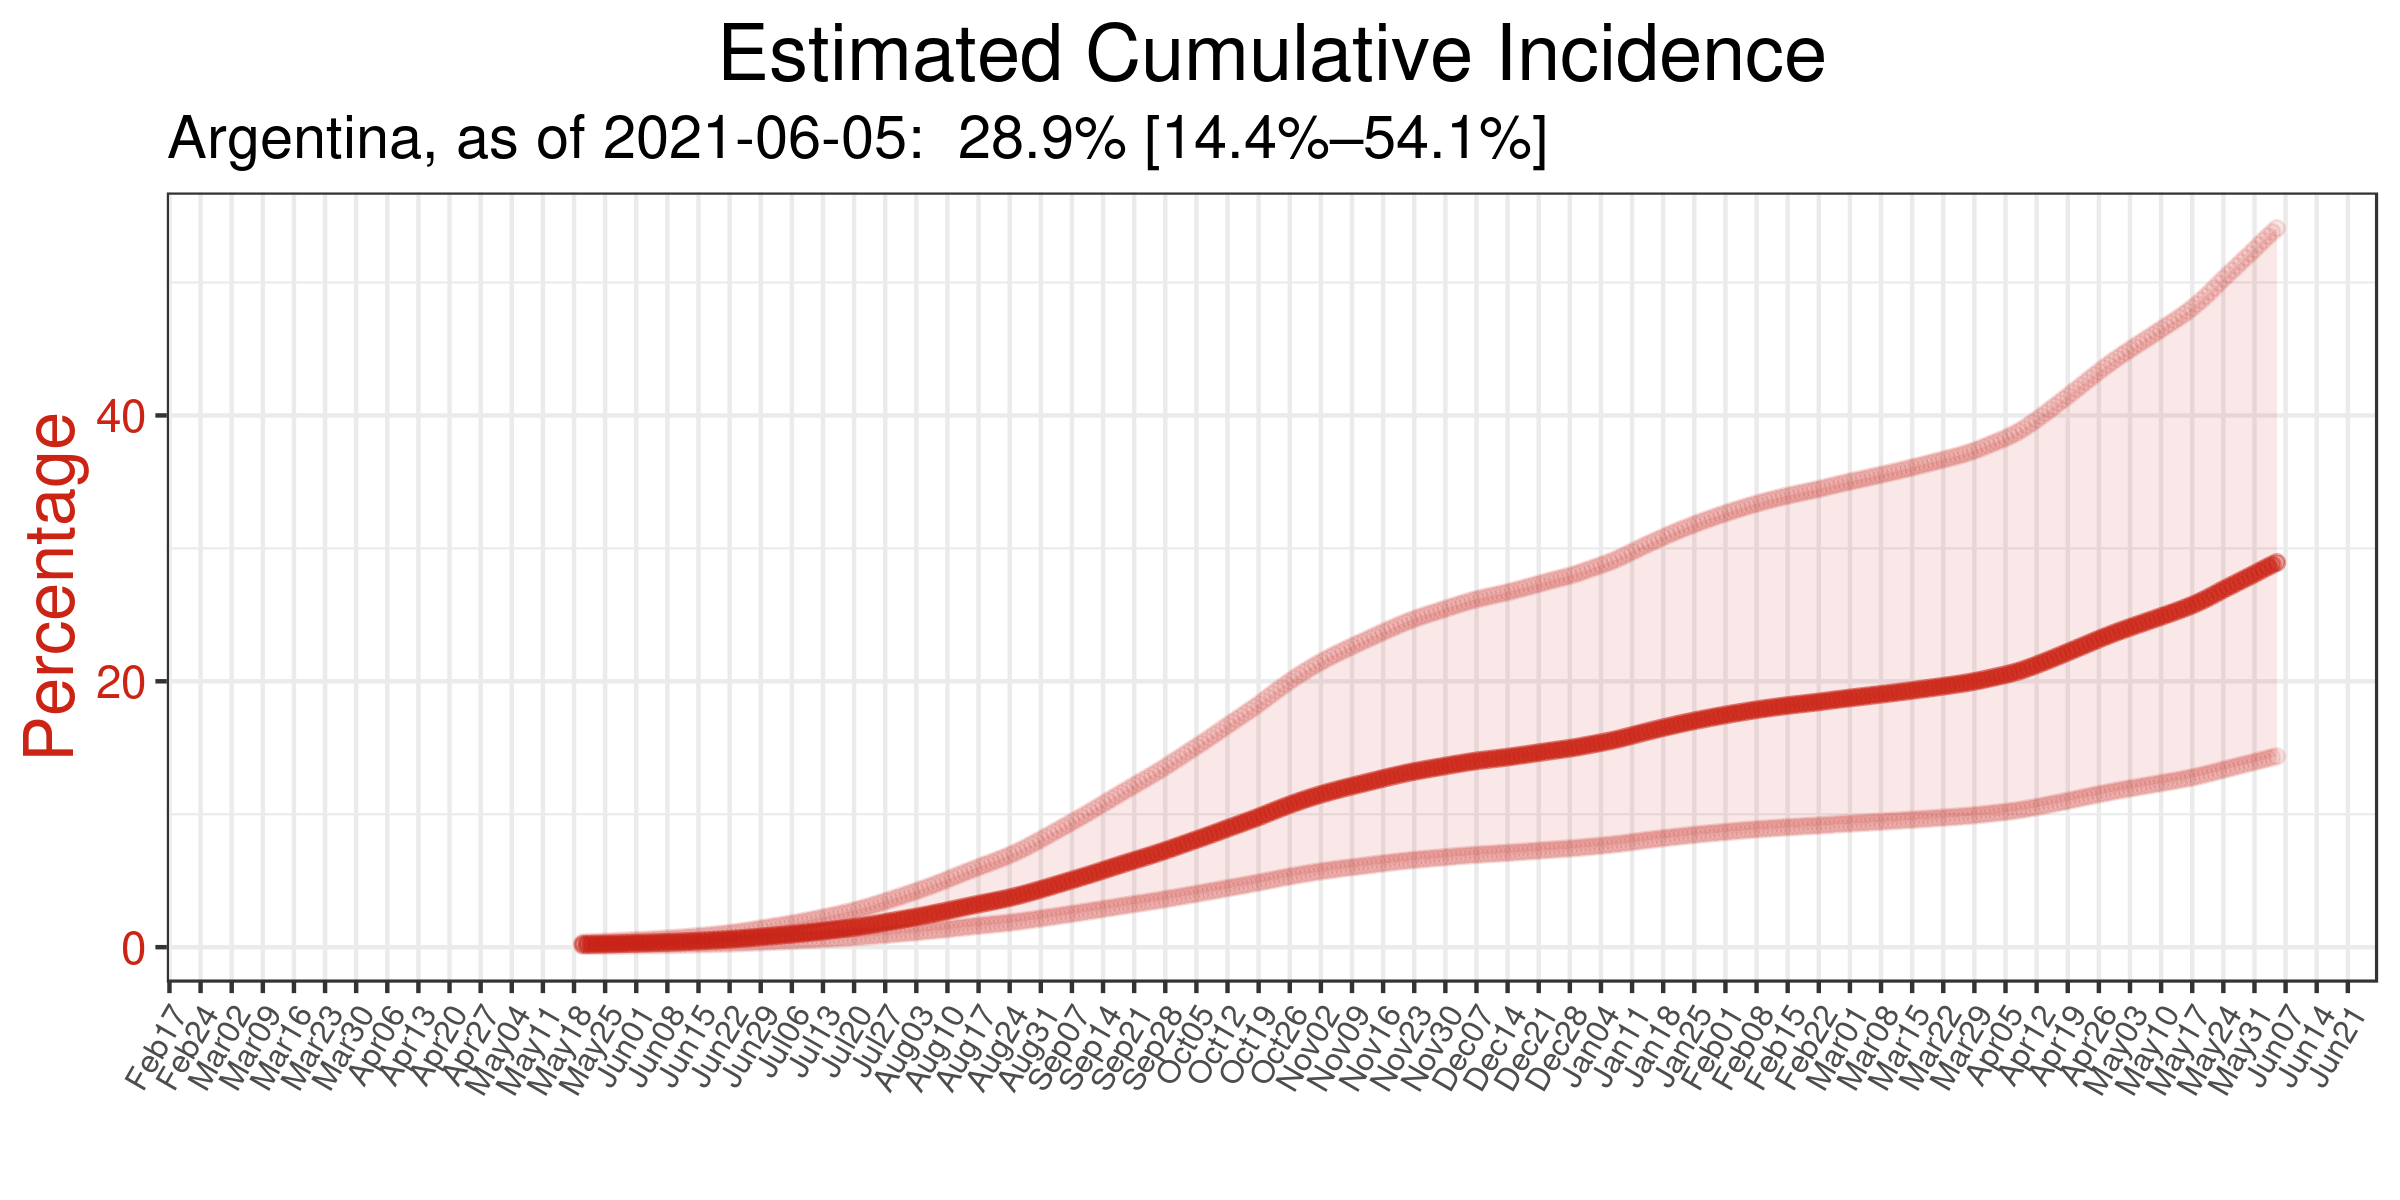 Estimated Cumulative Incidence
Argentina, as of 2021-06-05:  28.9% [14.4%–54.1%]
Percentage
40
20
0
Feb17
Feb24
Mar02
Mar09
Mar16
Mar23
Mar30
Apr06
Apr13
Apr20
Apr27
May04
May11
May18
May25
Jun01
Jun08
Jun15
Jun22
Jun29
Jul06
Jul13
Jul20
Jul27
Aug03
Aug10
Aug17
Aug24
Aug31
Sep07
Sep14
Sep21
Sep28
Oct05
Oct12
Oct19
Oct26
Nov02
Nov09
Nov16
Nov23
Nov30
Dec07
Dec14
Dec21
Dec28
Jan04
Jan11
Jan18
Jan25
Feb01
Feb08
Feb15
Feb22
Mar01
Mar08
Mar15
Mar22
Mar29
Apr05
Apr12
Apr19
Apr26
May03
May10
May17
May24
May31
Jun07
Jun14
Jun21